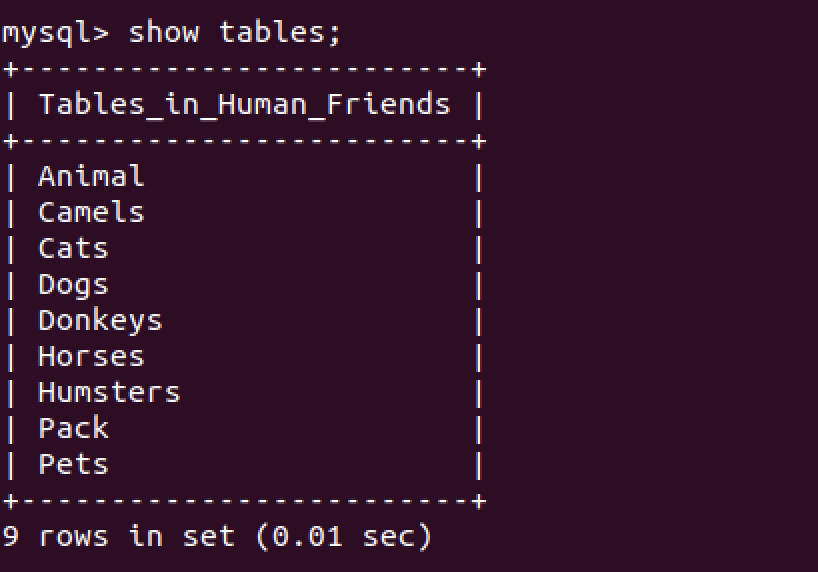 mysql> show tables;
+--------------------------+
| Tables_in_Human_Friends |
+--------------------------+
| Animal                  |
| Camels                  |
| Cats                    |
| Dogs                    |
| Donkeys                 |
| Horses                  |
| Humsters                |
| Pack                    |
| Pets                    |
+--------------------------+
9 rows in set (0.01 sec)